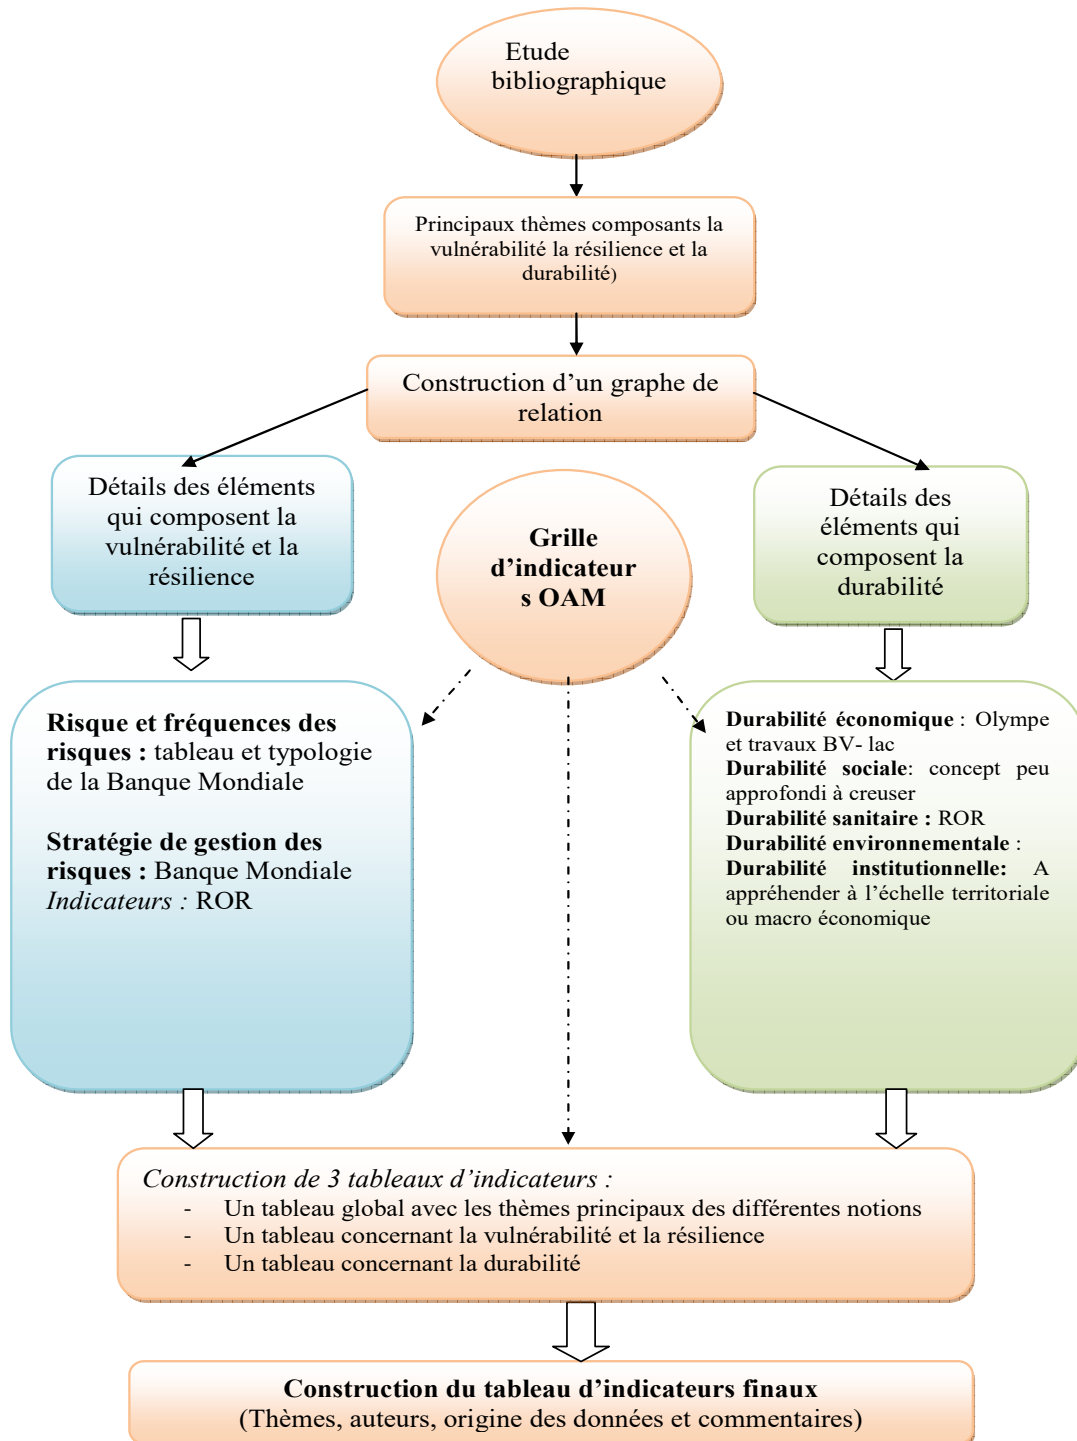 Etude
bibliographique
Principaux thèmes composants la
vulnérabilité la résilience et la
durabilité)
Construction d’un graphe de
relation
Détails des éléments
qui composent la
vulnérabilité et la
résilience
Grille
d’indicateur
s OAM
Détails des
éléments qui
composent la
durabilité
Risque et fréquences des
risques : tableau et typologie
de la Banque Mondiale
Stratégie de gestion des
risques : Banque Mondiale
Indicateurs : ROR
Durabilité économique : Olympe
et travaux BV- lac
Durabilité sociale: concept peu
approfondi à creuser
Durabilité sanitaire : ROR
Durabilité environnementale :
Durabilité institutionnelle: A
appréhender à l’échelle territoriale
ou macro économique
Construction de 3 tableaux d’indicateurs :
- Un tableau global avec les thèmes principaux des différentes notions
- Un tableau concernant la vulnérabilité et la résilience
- Un tableau concernant la durabilité
Construction du tableau d’indicateurs finaux
(Thèmes, auteurs, origine des données et commentaires)